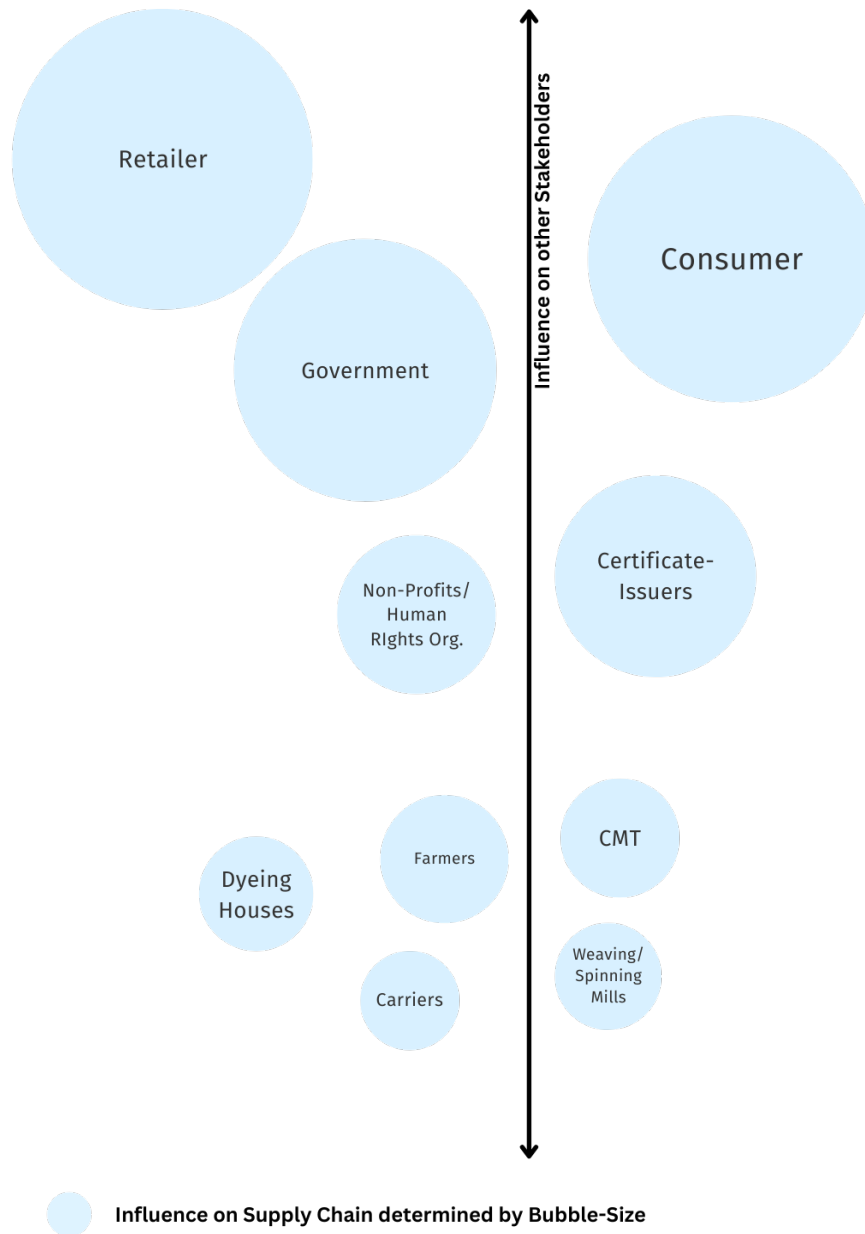 Retailer
Influence on other Stakeholders
Consumer
Government
Certificate-
Issuers
Non-Profits/
Human
RIghts Org.
CMT
Farmers
Dyeing
Houses
Weaving/
Spinning
Mills
Carriers
Influence on Supply Chain determined by Bubble-Size